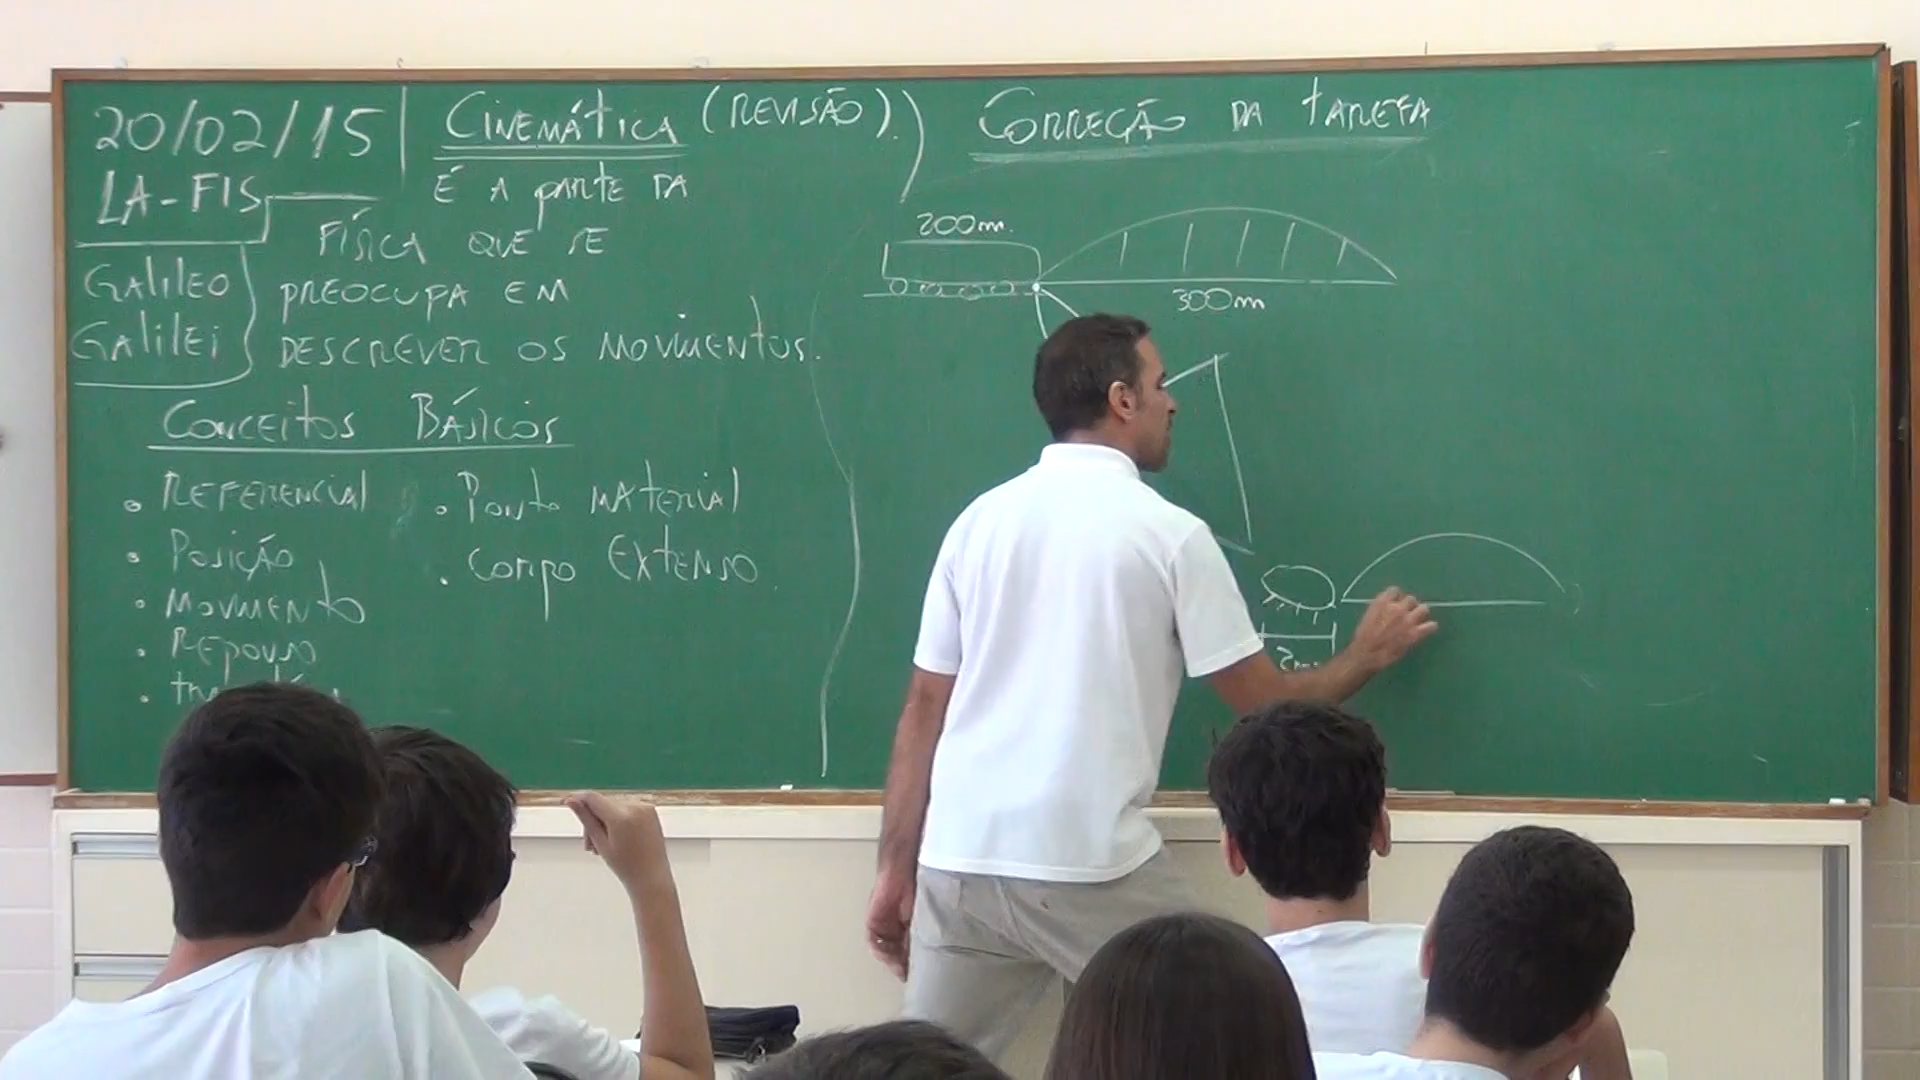 20/02/15
LA-FIS
Galileo
Galilei
Cinemática (REVISÃO).
É A PARTE DA
FÍSICA QUE SE
PREOCUPA EM
DESCREVER OS MOVIMENTOS.
Conceitos Básicos
• REFERENCIAL
• Posição
• MOVIMENTO
• REPOUSO
• Ponto MATERIAL
• Corpo EXTENSO.
CORREÇÃO DA TAREFA
200m.
300m